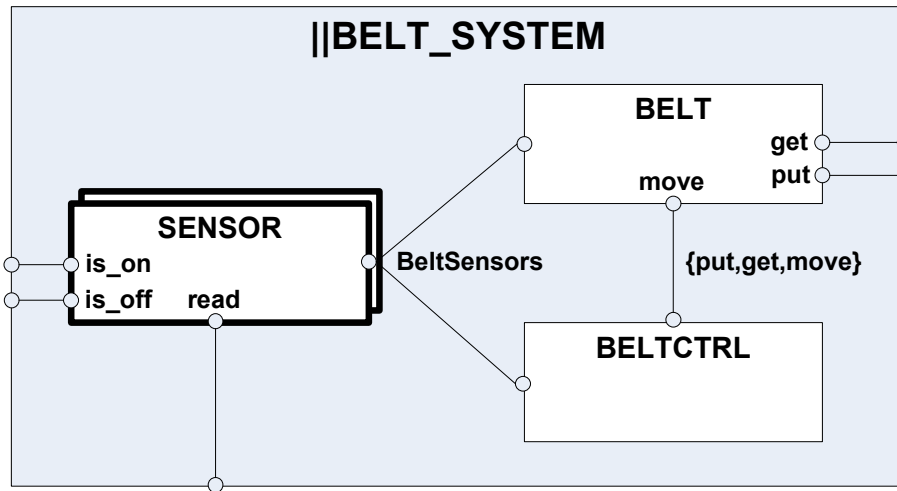 ||BELT_SYSTEM
BELT
get
put
move
SENSOR
is_on
is_off
read
BeltSensors
{put,get,move}
BELTCTRL